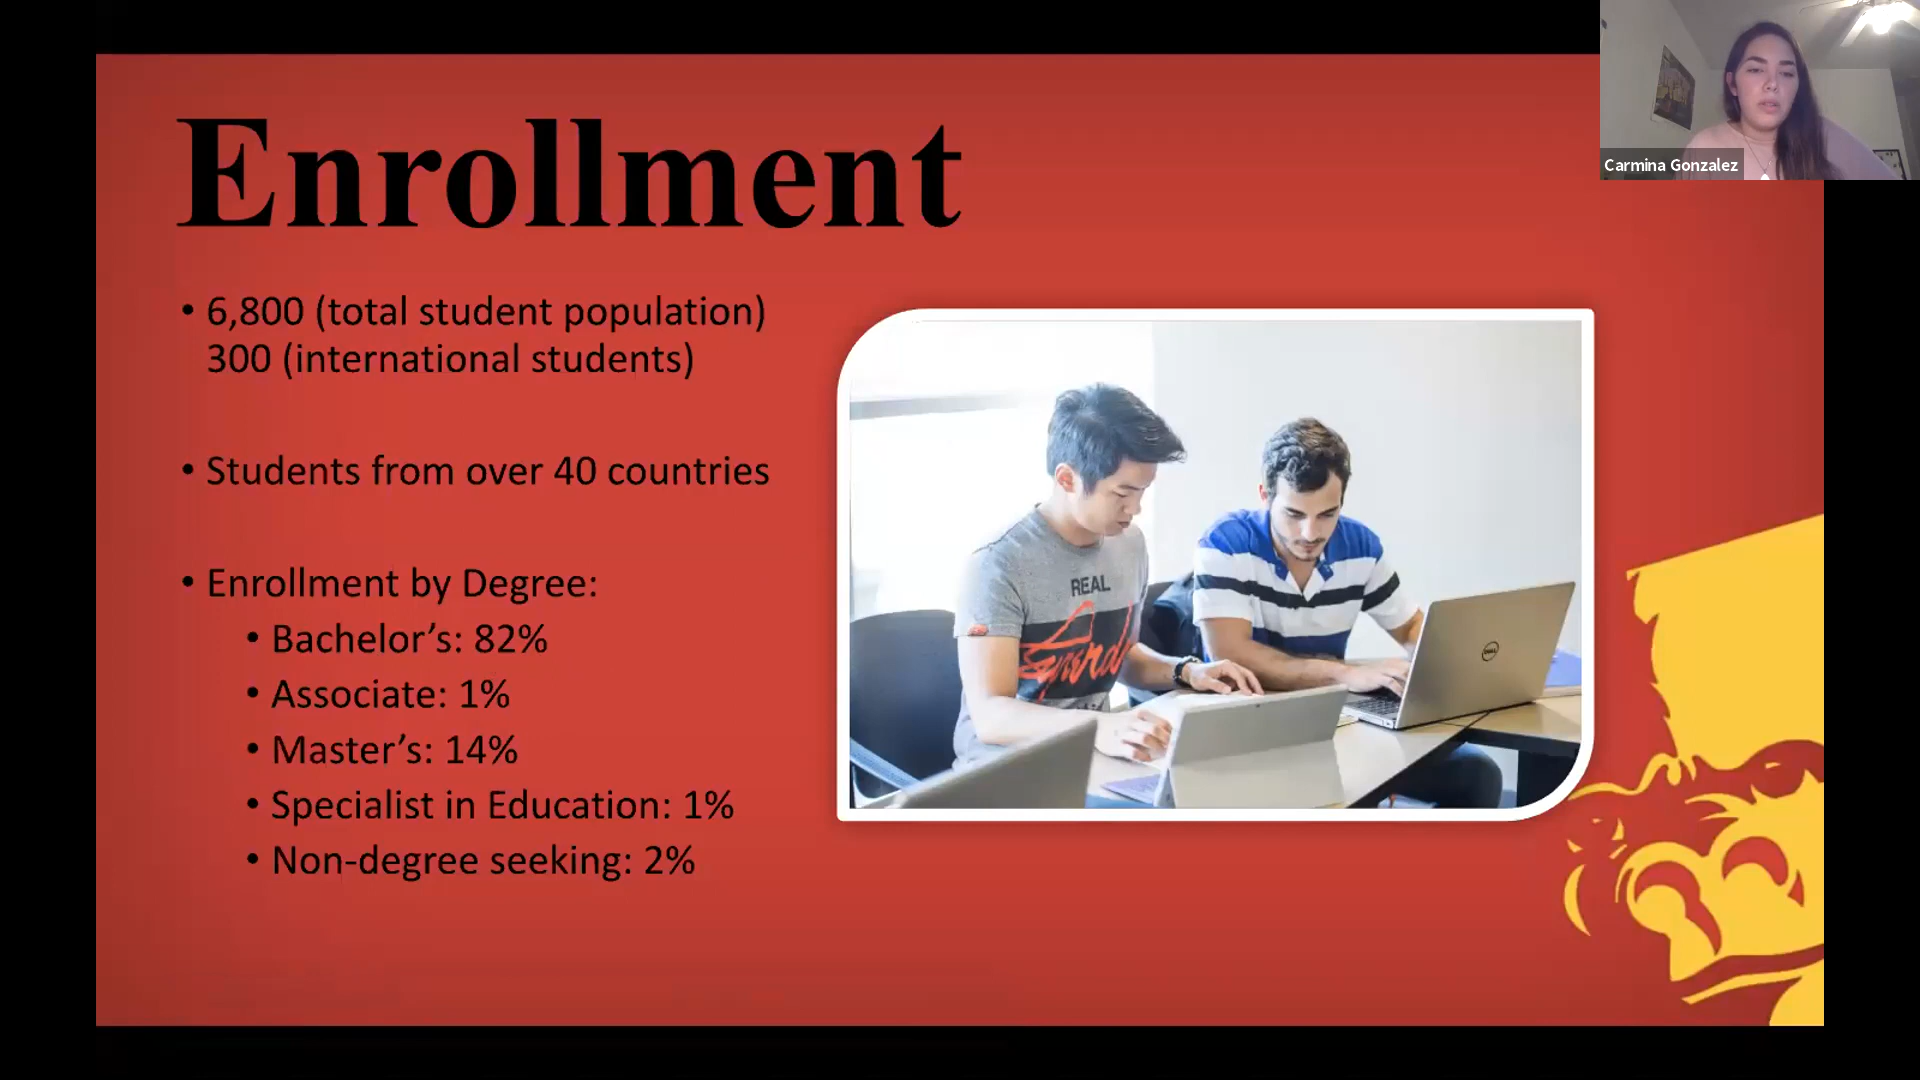 Enrollment
Carmina Gonzalez
• 6,800 (total student population)
300 (international students)
• Students from over 40 countries
• Enrollment by Degree:
• Bachelor’s: 82%
• Associate: 1%
• Master’s: 14%
• Specialist in Education: 1%
• Non-degree seeking: 2%
REAL
DELL